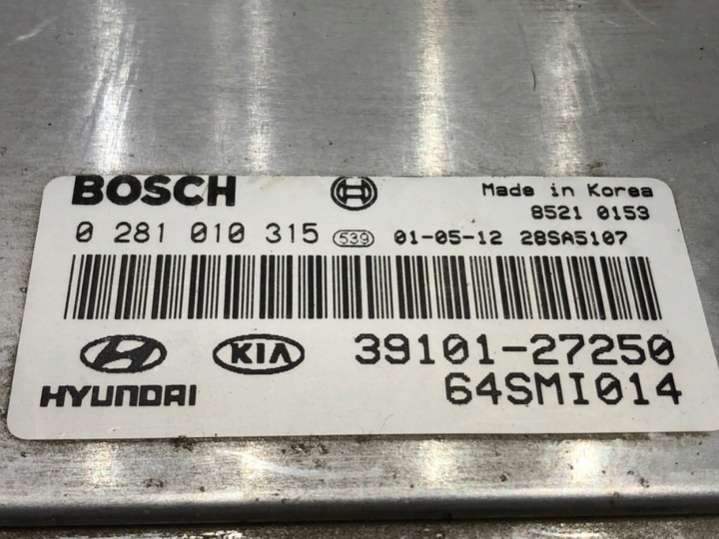 BOSCH Made in Korea
8521 0153
0 281 010 315 539 01-05-12 28SA5107
HYUNDAI KIA 39101-27250
64SMI014